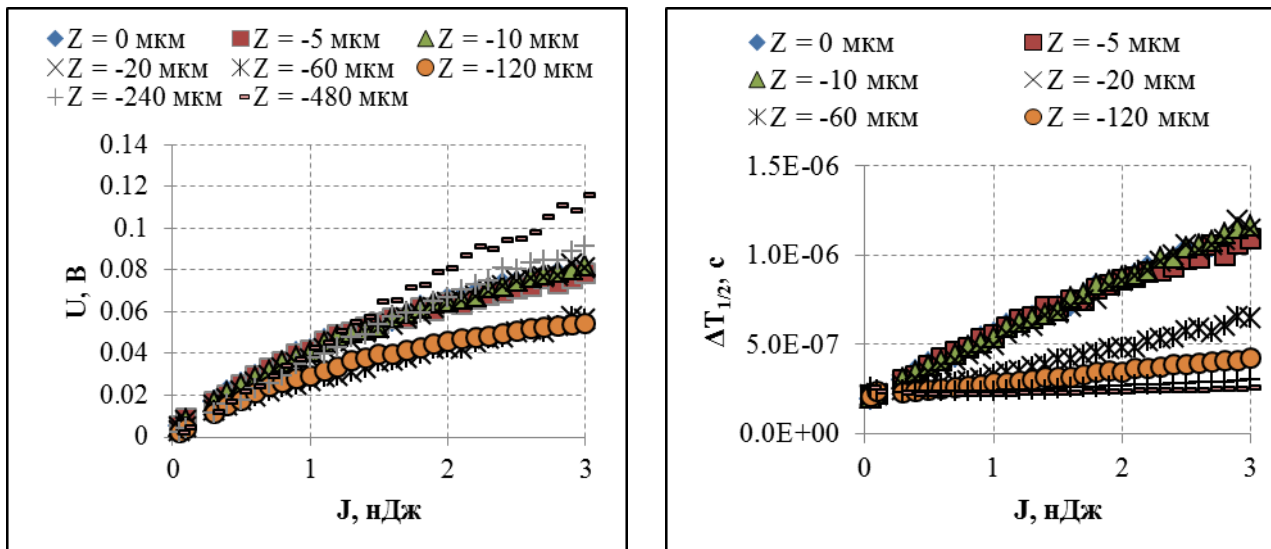 Z = 0 мкм Z = -5 мкм Z = -10 мкм
Z = -20 мкм Z = -60 мкм Z = -120 мкм
Z = -240 мкм Z = -480 мкм
0.14
0.12
0.1
0.08
0.06
0.04
0.02
0
U, В
0 1 2 3
J, нДж
Z = 0 мкм Z = -5 мкм
Z = -10 мкм Z = -20 мкм
Z = -60 мкм Z = -120 мкм
1.5E-06
1.0E-06
5.0E-07
0.0E+00
ΔT1/2, с
0 1 2 3
J, нДж